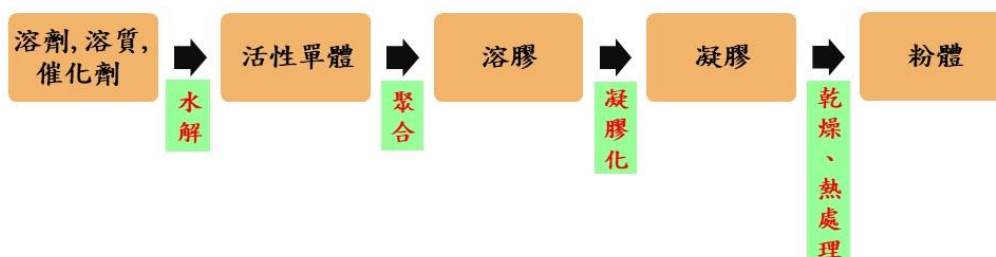 溶劑, 溶質,
催化劑
水解
活性單體
聚合
溶膠
凝膠化
凝膠
乾燥、熱處理
粉體